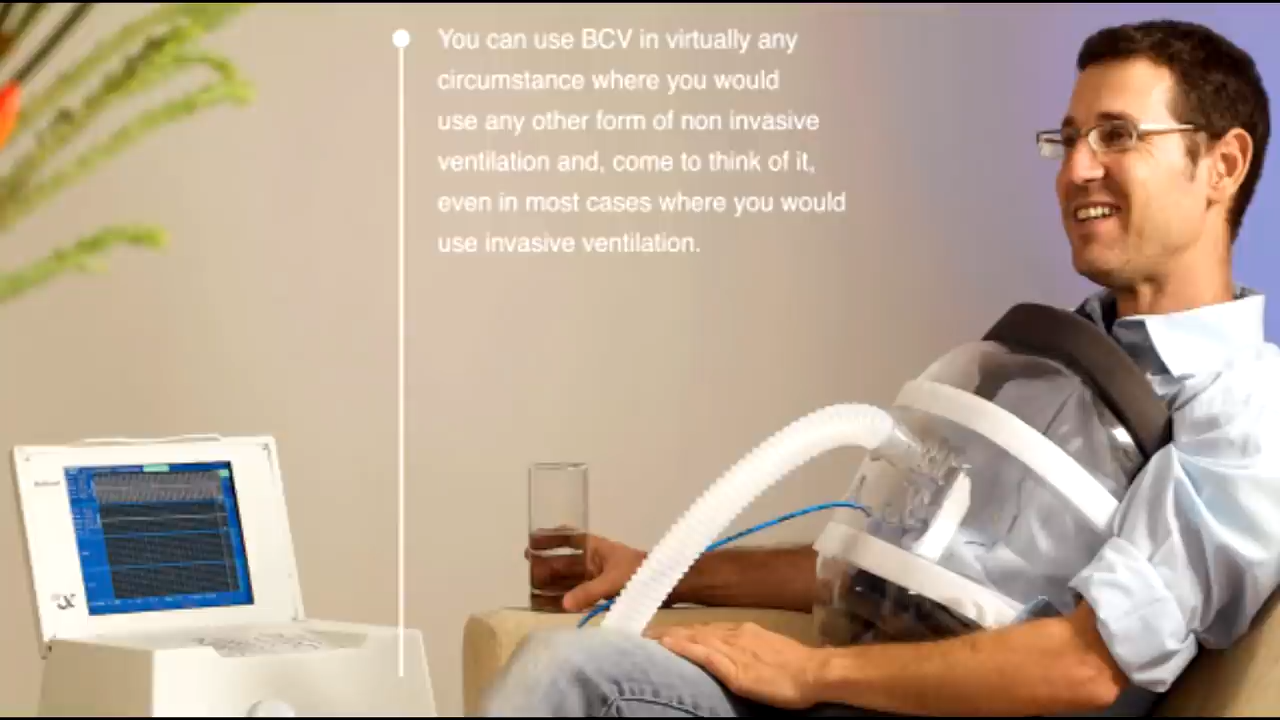 You can use BCV in virtually any
circumstance where you would
use any other form of non invasive
ventilation and, come to think of it,
even in most cases where you would
use invasive ventilation.